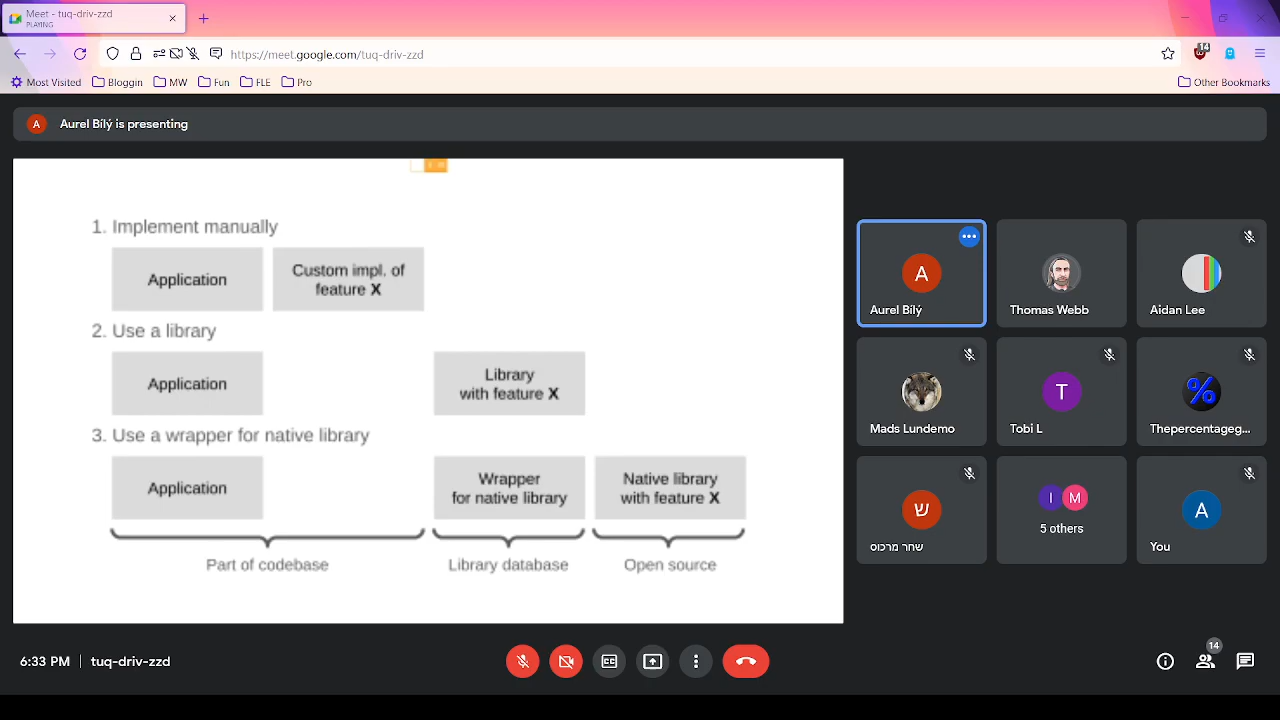 Meet - tuq-driv-zzd
PLAYING
14
https://meet.google.com/tuq-driv-zzd
Most Visited
Bloggin
MW
Fun
FLE
Pro
Other Bookmarks
A
Aurel Bílý is presenting
1. Implement manually
Application
Custom impl. of
feature X
2. Use a library
Application
Library
with feature X
3. Use a wrapper for native library
Application
Wrapper
for native library
Native library
with feature X
Part of codebase
Library database
Open source
A
Aurel Bílý
Thomas Webb
Aidan Lee
Mads Lundemo
T
Tobi L
%
Thepercentageg...
ש
שחר מרכוס
I
M
5 others
A
You
6:33 PM
tuq-driv-zzd
CC
14